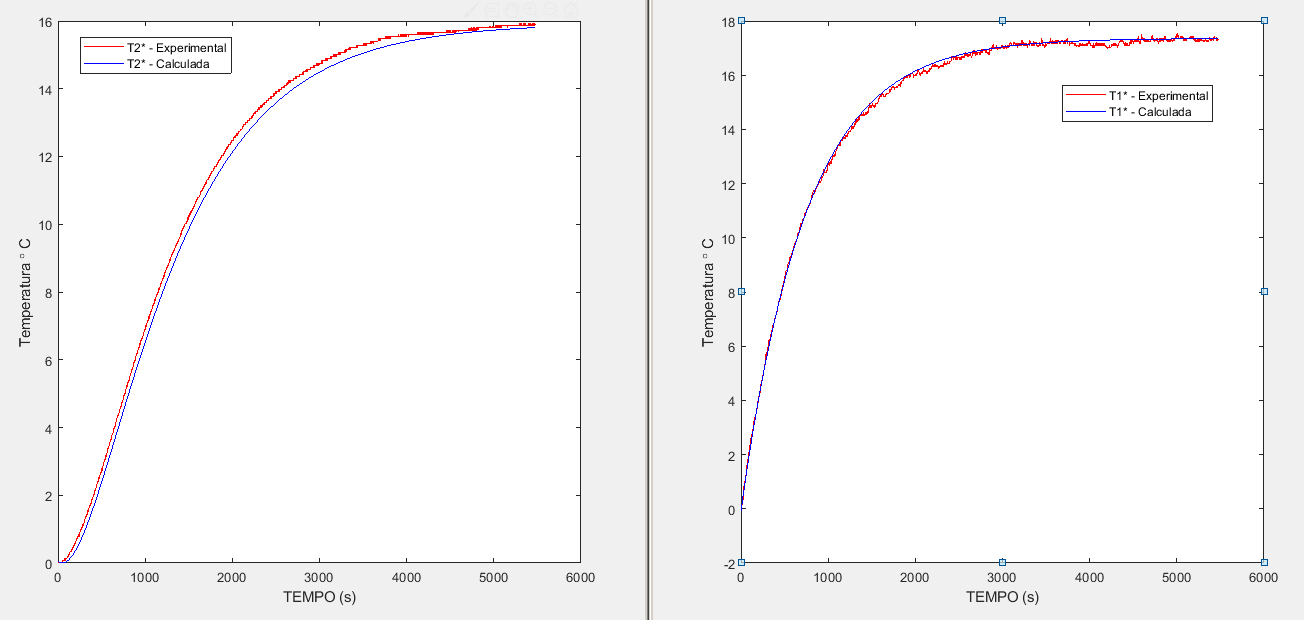 16
14
12
10
8
6
4
2
0
0 1000 2000 3000 4000 5000 6000
Temperatura º C
TEMPO (s)
T2* - Experimental
T2* - Calculada
18
16
14
12
10
8
6
4
2
0
-2
0 1000 2000 3000 4000 5000 6000
Temperatura º C
TEMPO (s)
T1* - Experimental
T1* - Calculada